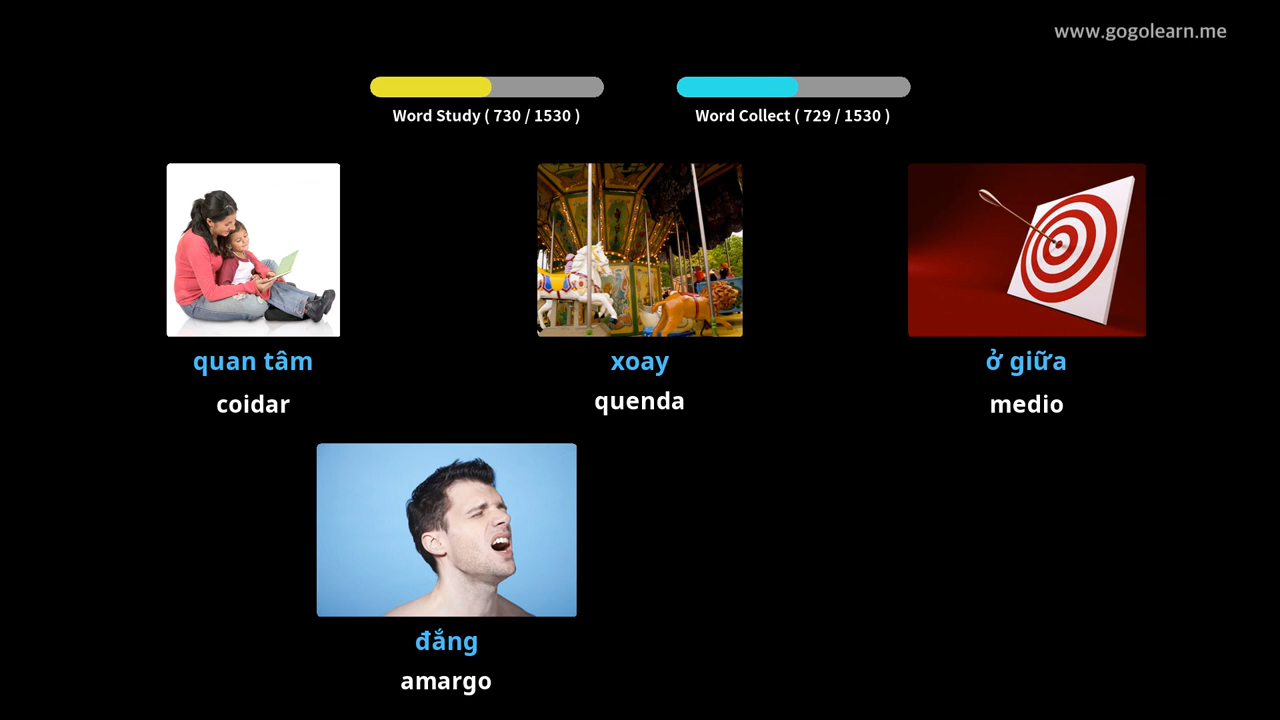 www.gogolearn.me
Word Study ( 730 / 1530 )
Word Collect ( 729 / 1530 )
quan tâm
xoay
ở giữa
coidar
quenda
medio
đắng
amargo